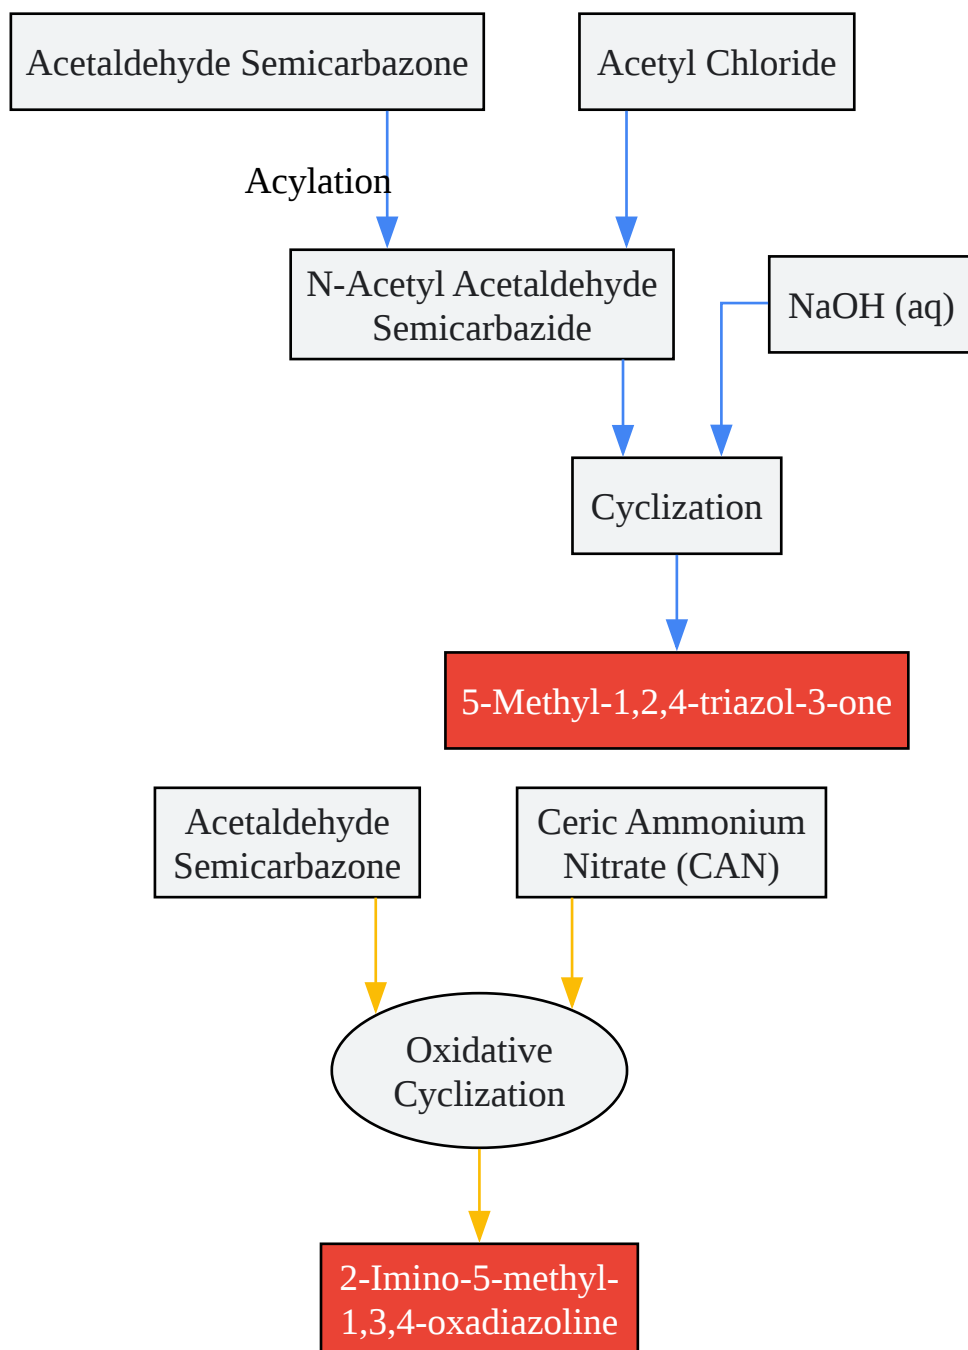 Acetaldehyde Semicarbazone
Acetyl Chloride
Acylation
N-Acetyl Acetaldehyde
Semicarbazide
NaOH (aq)
Cyclization
5-Methyl-1,2,4-triazol-3-one
Acetaldehyde
Semicarbazone
Ceric Ammonium
Nitrate (CAN)
Oxidative
Cyclization
2-Imino-5-methyl-
1,3,4-oxadiazoline